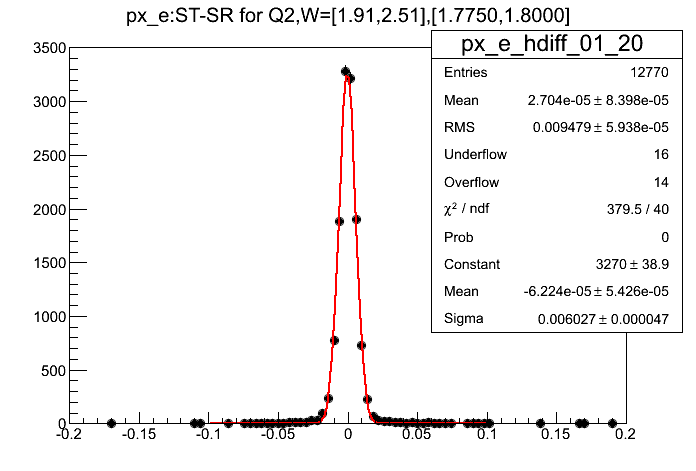 px_e:ST-SR for Q2,W=[1.91,2.51],[1.7750,1.8000]
px_e_hdiff_01_20
Entries 12770
Mean 2.704e-05 ± 8.398e-05
RMS 0.009479 ± 5.938e-05
Underflow 16
Overflow 14
χ² / ndf 379.5 / 40
Prob 0
Constant 3270 ± 38.9
Mean -6.224e-05 ± 5.426e-05
Sigma 0.006027 ± 0.000047
3500
3000
2500
2000
1500
1000
500
0
-0.2 -0.15 -0.1 -0.05 0 0.05 0.1 0.15 0.2